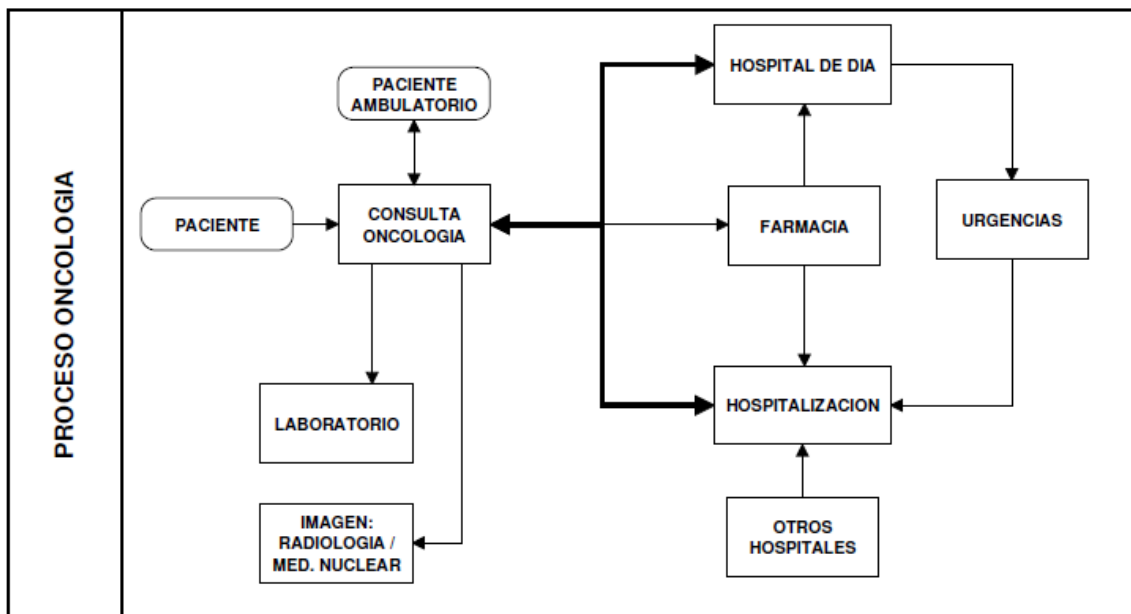 PROCESO ONCOLOGIA
PACIENTE
AMBULATORIO
PACIENTE
CONSULTA
ONCOLOGIA
LABORATORIO
IMAGEN:
RADIOLOGIA /
MED. NUCLEAR
HOSPITAL DE DIA
FARMACIA
URGENCIAS
HOSPITALIZACION
OTROS
HOSPITALES